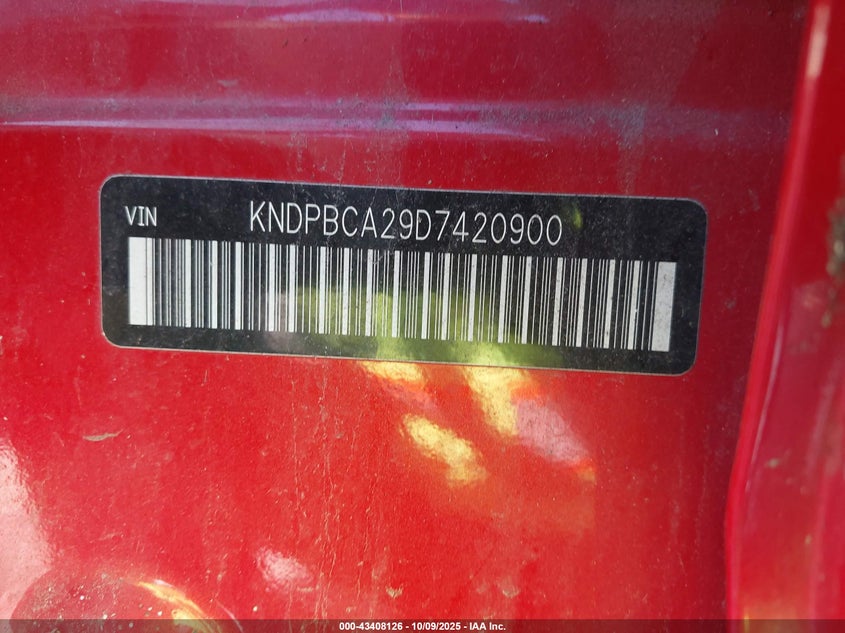 VIN KNDPBCA29D7420900
000-43408126 - 10/09/2025 - IAA Inc.